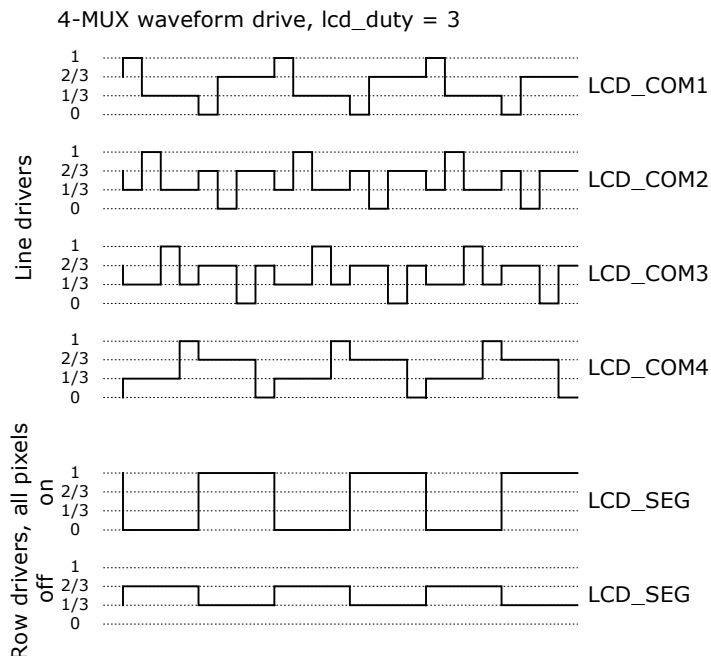 4-MUX waveform drive, lcd_duty = 3
Line drivers
1
2/3
1/3
0
LCD_COM1
1
2/3
1/3
0
LCD_COM2
1
2/3
1/3
0
LCD_COM3
1
2/3
1/3
0
LCD_COM4
Row drivers, all pixels
on
1
2/3
1/3
0
LCD_SEG
off
1
2/3
1/3
0
LCD_SEG